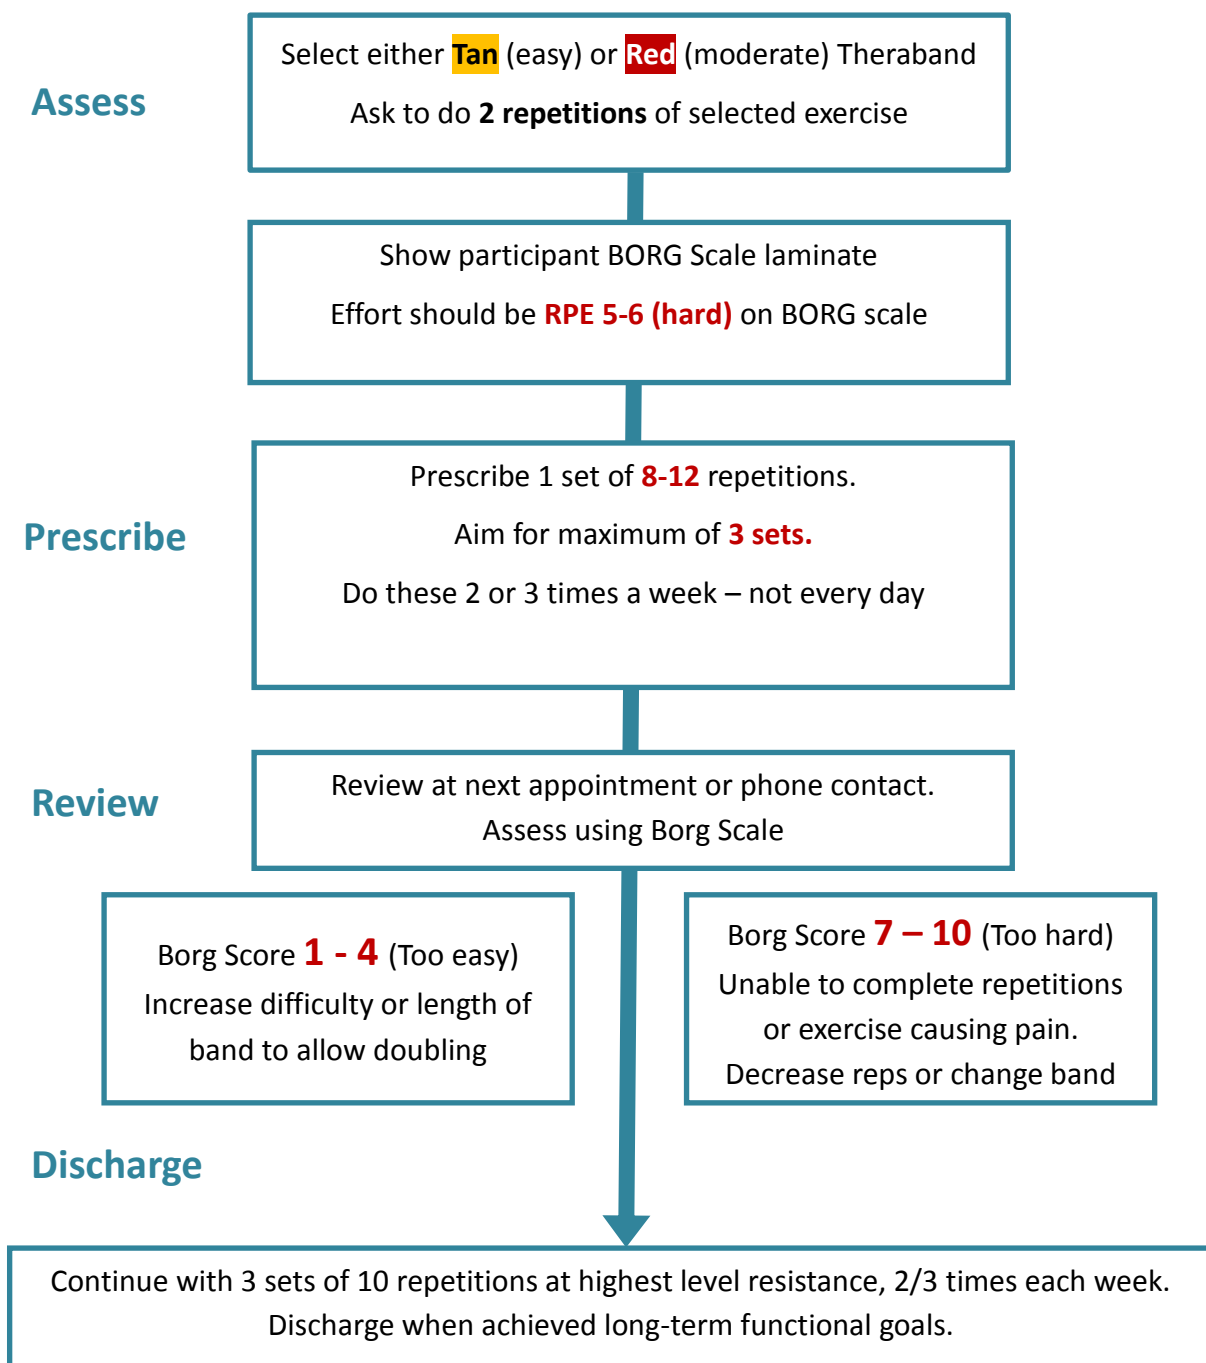 Assess
Select either Tan (easy) or Red (moderate) Theraband
Ask to do 2 repetitions of selected exercise
Show participant BORG Scale laminate
Effort should be RPE 5-6 (hard) on BORG scale
Prescribe
Prescribe 1 set of 8-12 repetitions.
Aim for maximum of 3 sets.
Do these 2 or 3 times a week – not every day
Review
Review at next appointment or phone contact.
Assess using Borg Scale
Borg Score 1 - 4 (Too easy)
Increase difficulty or length of
band to allow doubling
Borg Score 7 – 10 (Too hard)
Unable to complete repetitions
or exercise causing pain.
Decrease reps or change band
Discharge
Continue with 3 sets of 10 repetitions at highest level resistance, 2/3 times each week.
Discharge when achieved long-term functional goals.